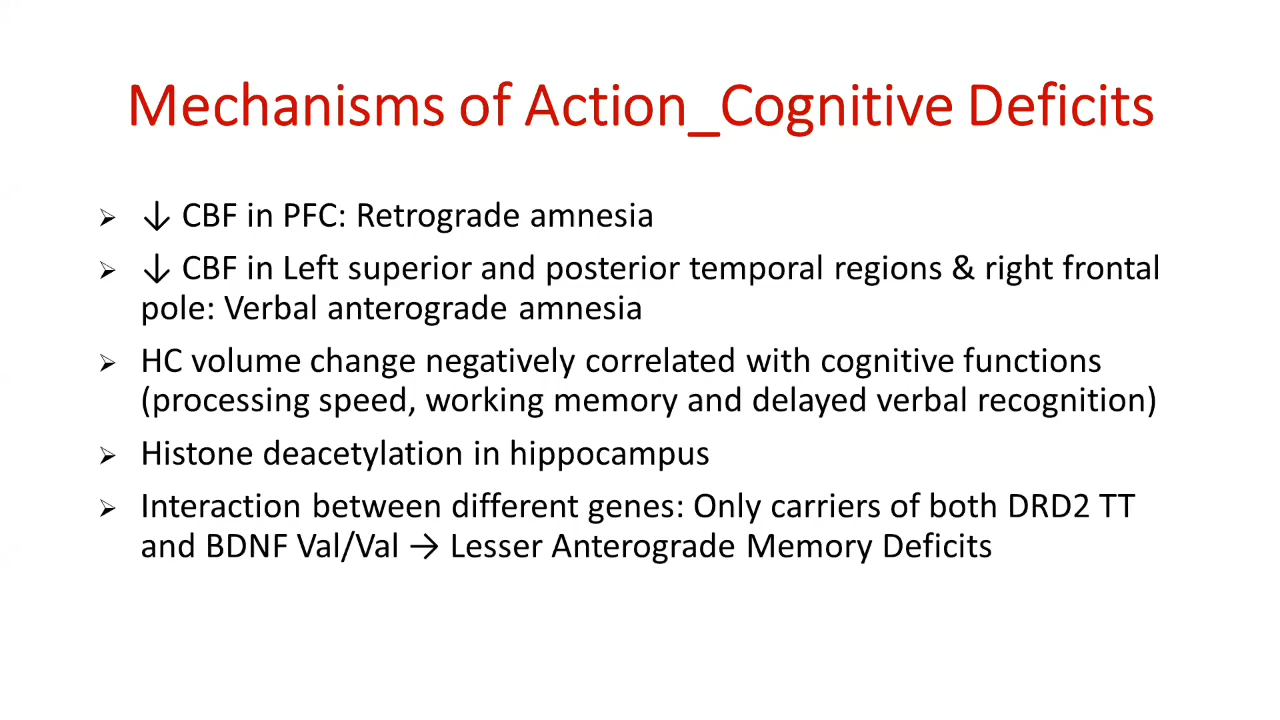 Mechanisms of Action_Cognitive Deficits
➢ ↓ CBF in PFC: Retrograde amnesia
➢ ↓ CBF in Left superior and posterior temporal regions & right frontal
pole: Verbal anterograde amnesia
➢ HC volume change negatively correlated with cognitive functions
(processing speed, working memory and delayed verbal recognition)
➢ Histone deacetylation in hippocampus
➢ Interaction between different genes: Only carriers of both DRD2 TT
and BDNF Val/Val → Lesser Anterograde Memory Deficits